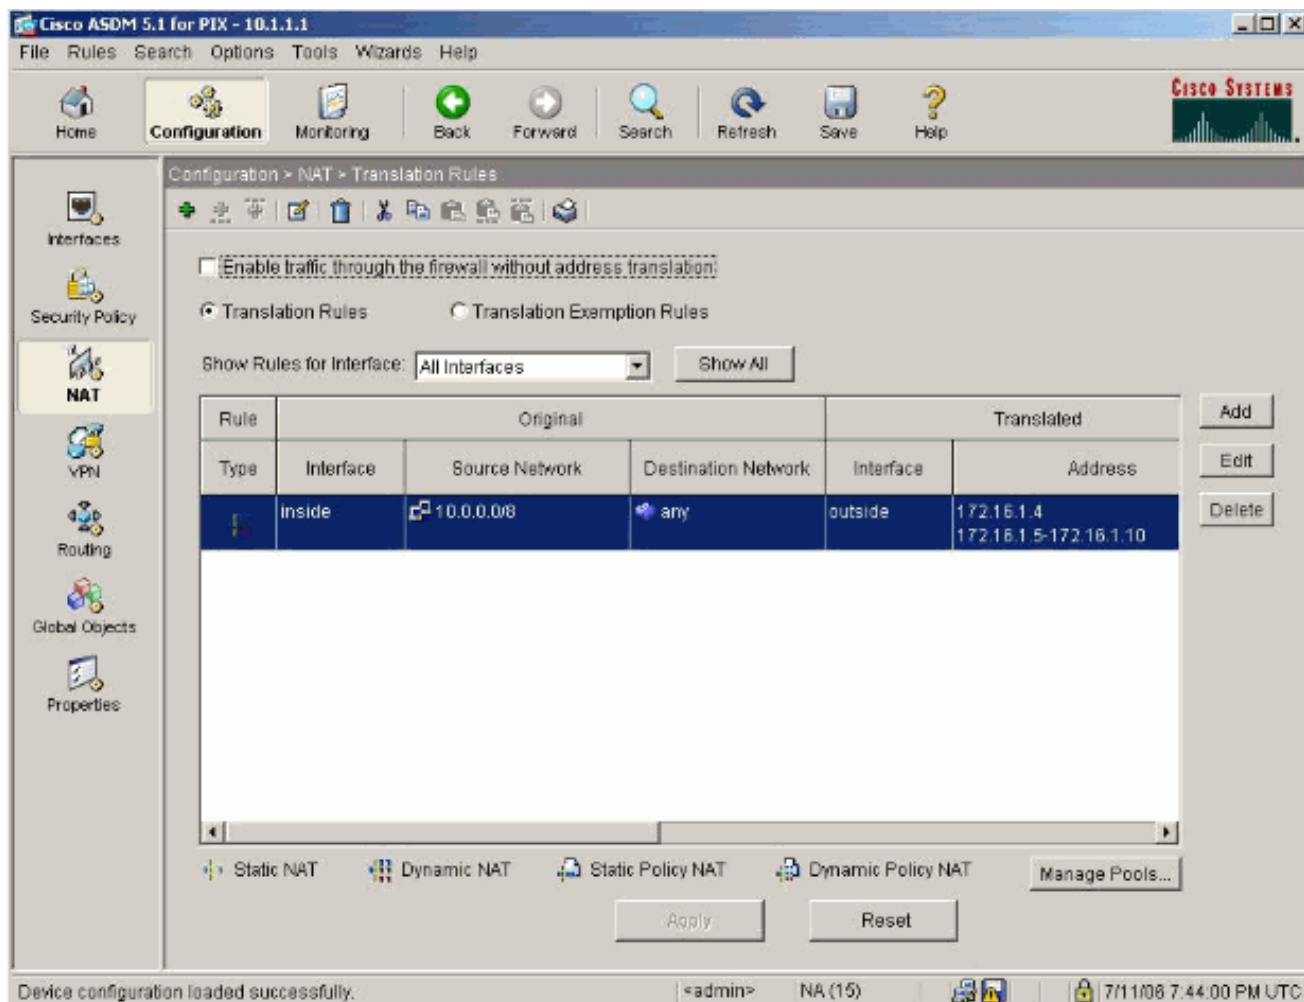 Cisco ASDM 5.1 for PIX - 10.1.1.1
File Rules Search Options Tools Wizards Help
Home
Configuration
Monitoring
Back
Forward
Search
Refresh
Save
Help
CISCO SYSTEMS
Configuration > NAT > Translation Rules
Interfaces
Security Policy
NAT
VPN
Routing
Global Objects
Properties
Enable traffic through the firewall without address translation
Translation Rules
Translation Exemption Rules
Show Rules for Interface: All Interfaces
Show All
Rule Original Translated
Type Interface Source Network Destination Network Interface Address
inside 10.0.0.0/8 any outside 172.16.1.4
172.16.1.5-172.16.1.10
Add
Edit
Delete
Static NAT Dynamic NAT Static Policy NAT Dynamic Policy NAT
Manage Pools...
Apply
Reset
Device configuration loaded successfully. <admin> NA (15) 7/11/06 7:44:00 PM UTC